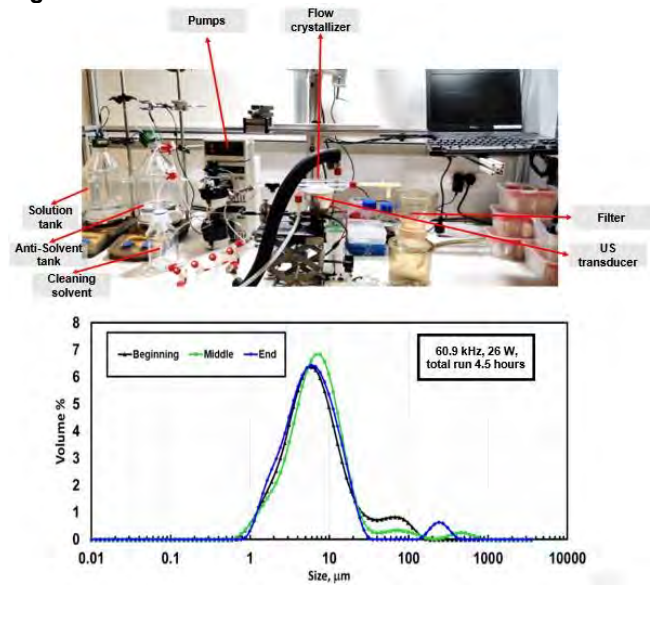 Pumps
Flow
crystallizer
Solution
tank
Anti-Solvent
tank
Cleaning
solvent
Filter
US
transducer
8
7
6
5
4
3
2
1
0
Volume %
Beginning Middle End
60.9 kHz, 26 W,
total run 4.5 hours
0.01 0.1 1 10 100 1000 10000
Size, μm